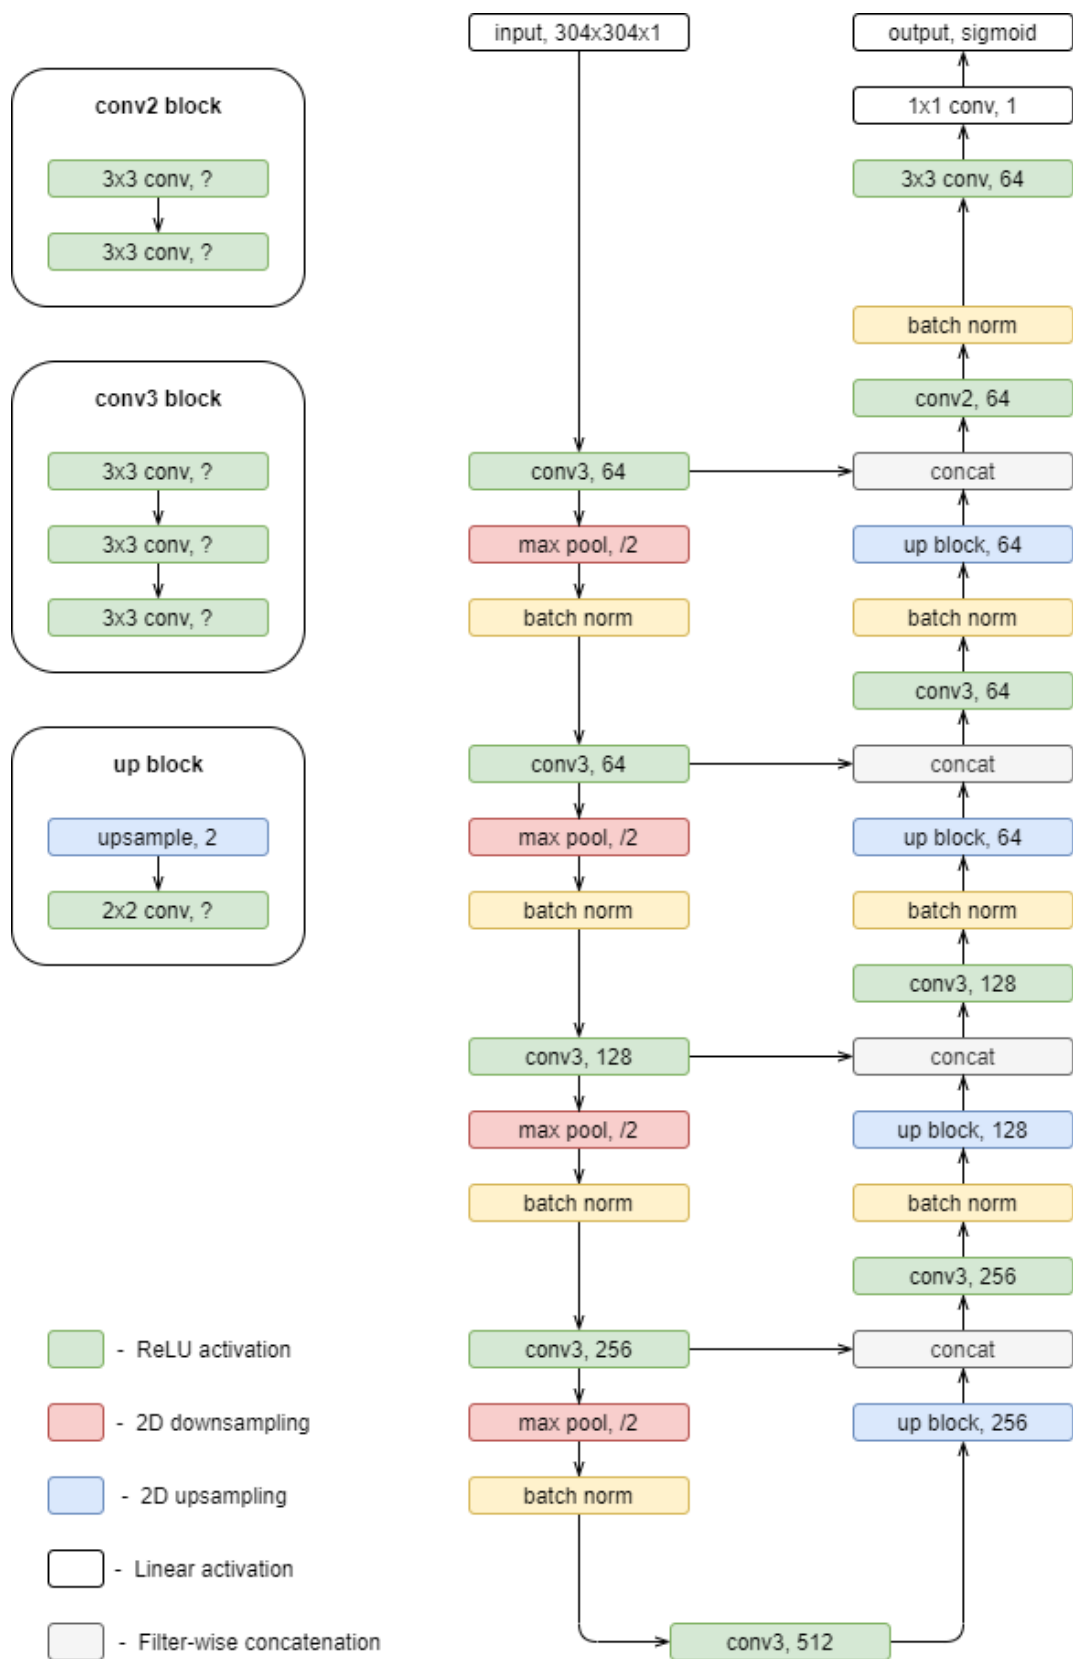 input, 304x304x1
output, sigmoid
conv2 block
3x3 conv, ?
3x3 conv, ?
conv3 block
3x3 conv, ?
3x3 conv, ?
3x3 conv, ?
up block
upsample, 2
2x2 conv, ?
- ReLU activation
- 2D downsampling
- 2D upsampling
- Linear activation
- Filter-wise concatenation
conv3, 64
max pool, /2
batch norm
conv3, 64
max pool, /2
batch norm
conv3, 128
max pool, /2
batch norm
conv3, 256
max pool, /2
batch norm
conv3, 512
1x1 conv, 1
3x3 conv, 64
batch norm
conv2, 64
concat
up block, 64
batch norm
conv3, 64
concat
up block, 64
batch norm
conv3, 128
concat
up block, 128
batch norm
conv3, 256
concat
up block, 256